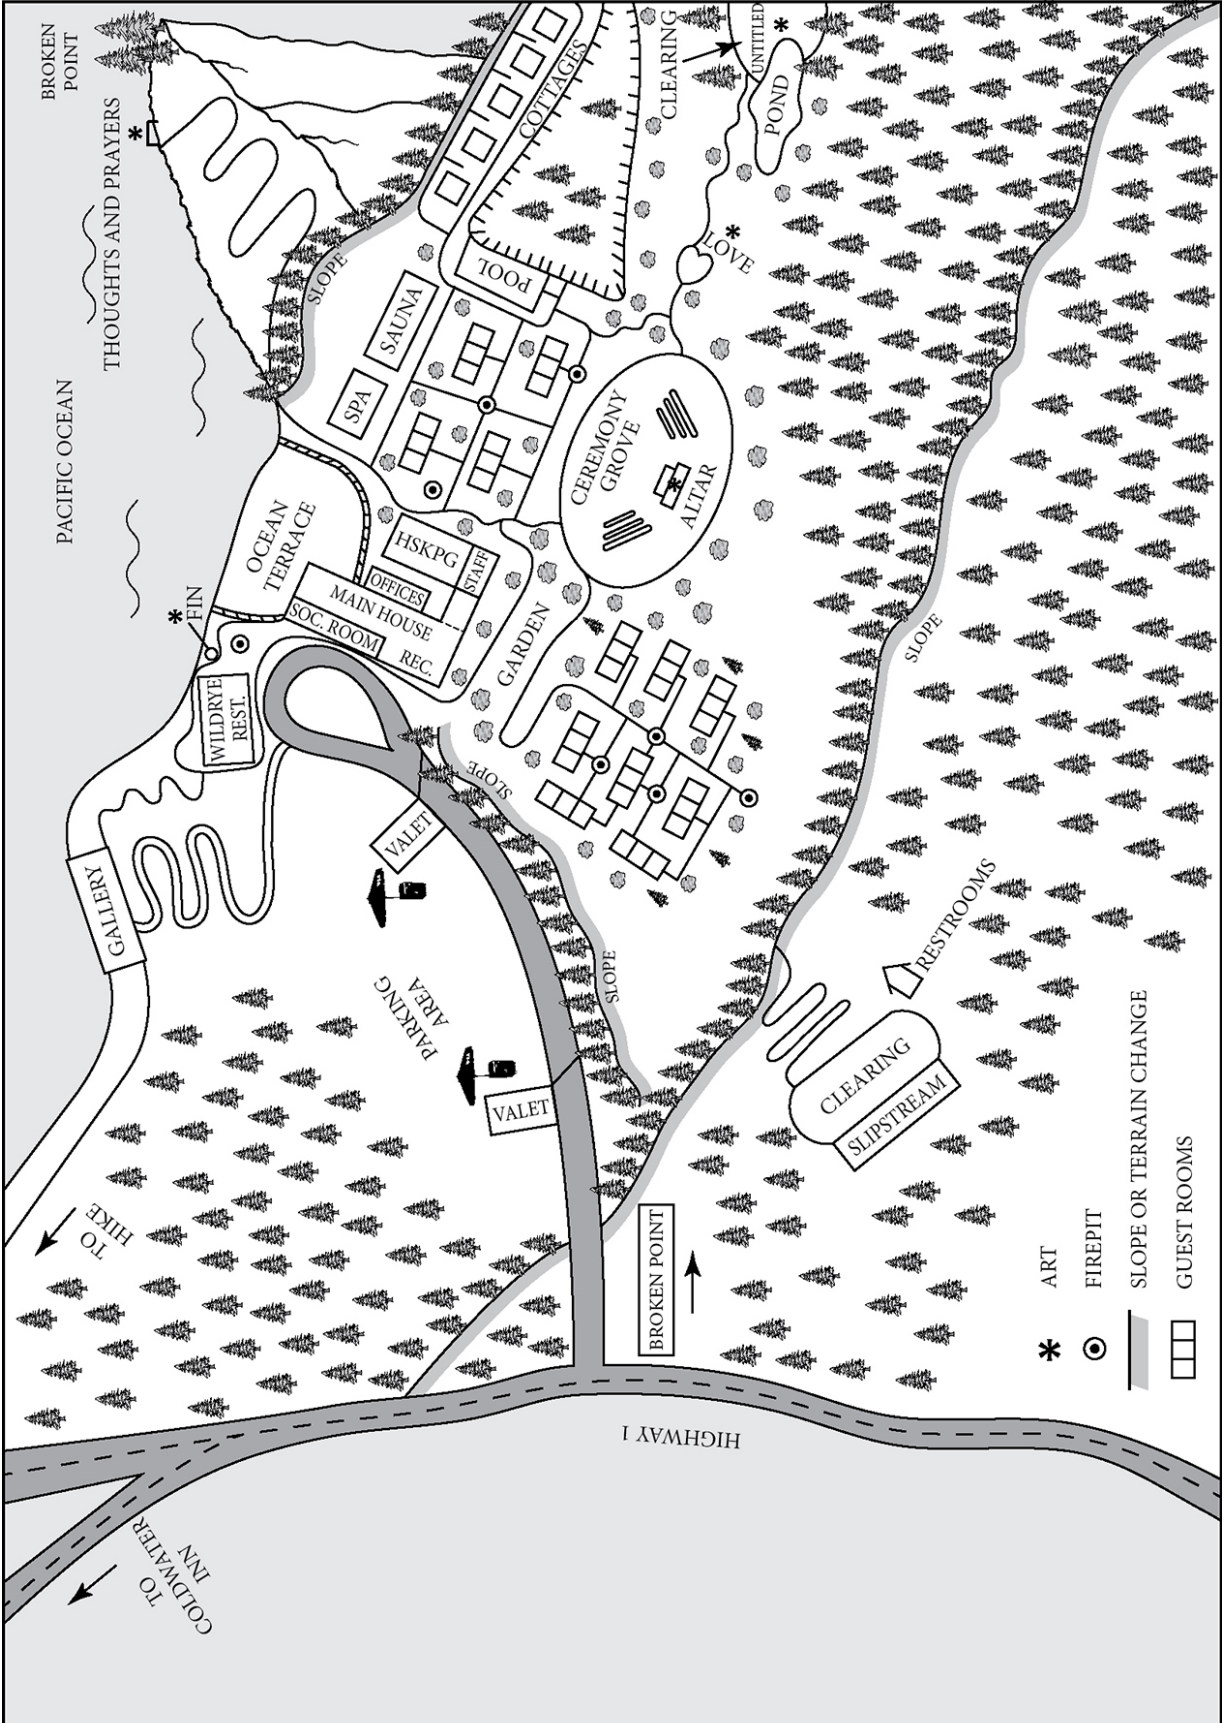 BROKEN
POINT
THOUGHTS AND PRAYERS
PACIFIC OCEAN
SLOPE
COTTAGES
CLEARING
UNTITLED
POND
LOVE
POOL
SAUNA
SPA
CEREMONY
GROVE
ALTAR
OCEAN
TERRACE
FIN
HSKPG
STAFF
OFFICES
MAIN HOUSE
SOC. ROOM
REC.
GARDEN
WILDRYE
REST.
SLOPE
VALET
GALLERY
SLOPE
PARKING
AREA
SLOPE
VALET
RESTROOMS
CLEARING
SLIPSTREAM
TO
HIKE
BROKEN POINT
HIGHWAY 1
TO
COLDWATER
INN
ART
FIREPIT
SLOPE OR TERRAIN CHANGE
GUEST ROOMS